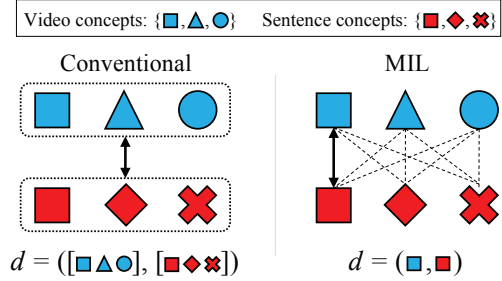 Video concepts: {■,▲,●} Sentence concepts: {■,◆,✖}
Conventional MIL
d = ([■▲●], [■◆✖]) d = (■,■)